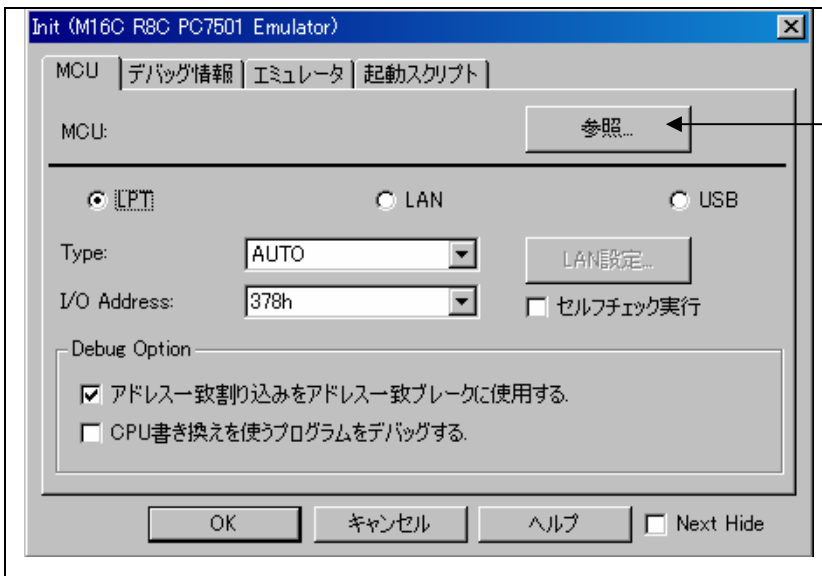 Init (M16C R8C PC7501 Emulator)
MCU デバッグ情報 エミュレータ 起動スクリプト
MCU: 参照...
LPT LAN USB
Type: AUTO LAN設定...
I/O Address: 378h セルフチェック実行
Debug Option
アドレス一致割り込みをアドレス一致ブレークに使用する.
CPU書き換えを使うプログラムをデバッグする.
OK キャンセル ヘルプ Next Hide